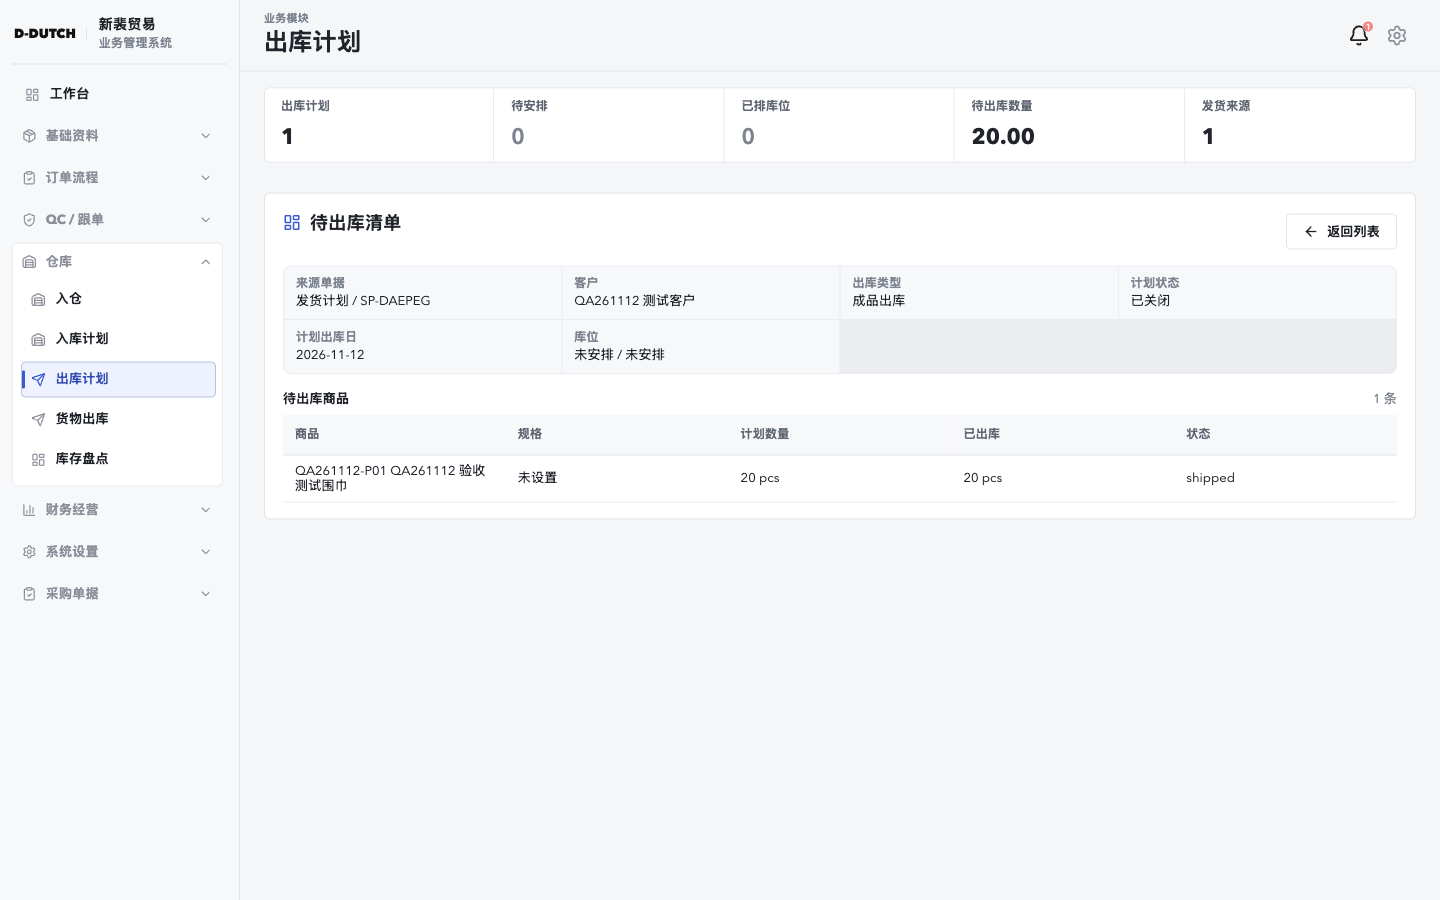 D-DUTCH
新裴贸易
业务管理系统
工作台
基础资料
订单流程
QC / 跟单
仓库
入仓
入库计划
出库计划
货物出库
库存盘点
财务经营
系统设置
采购单据
业务模块
出库计划
1
出库计划
1
待安排
0
已排库位
0
待出库数量
20.00
发货来源
1
待出库清单
返回列表
来源单据
发货计划 / SP-DAEPEG
客户
QA261112 测试客户
出库类型
成品出库
计划状态
已关闭
计划出库日
2026-11-12
库位
未安排 / 未安排
待出库商品
1 条
商品
规格
计划数量
已出库
状态
QA261112-P01 QA261112 验收
测试围巾
未设置
20 pcs
20 pcs
shipped